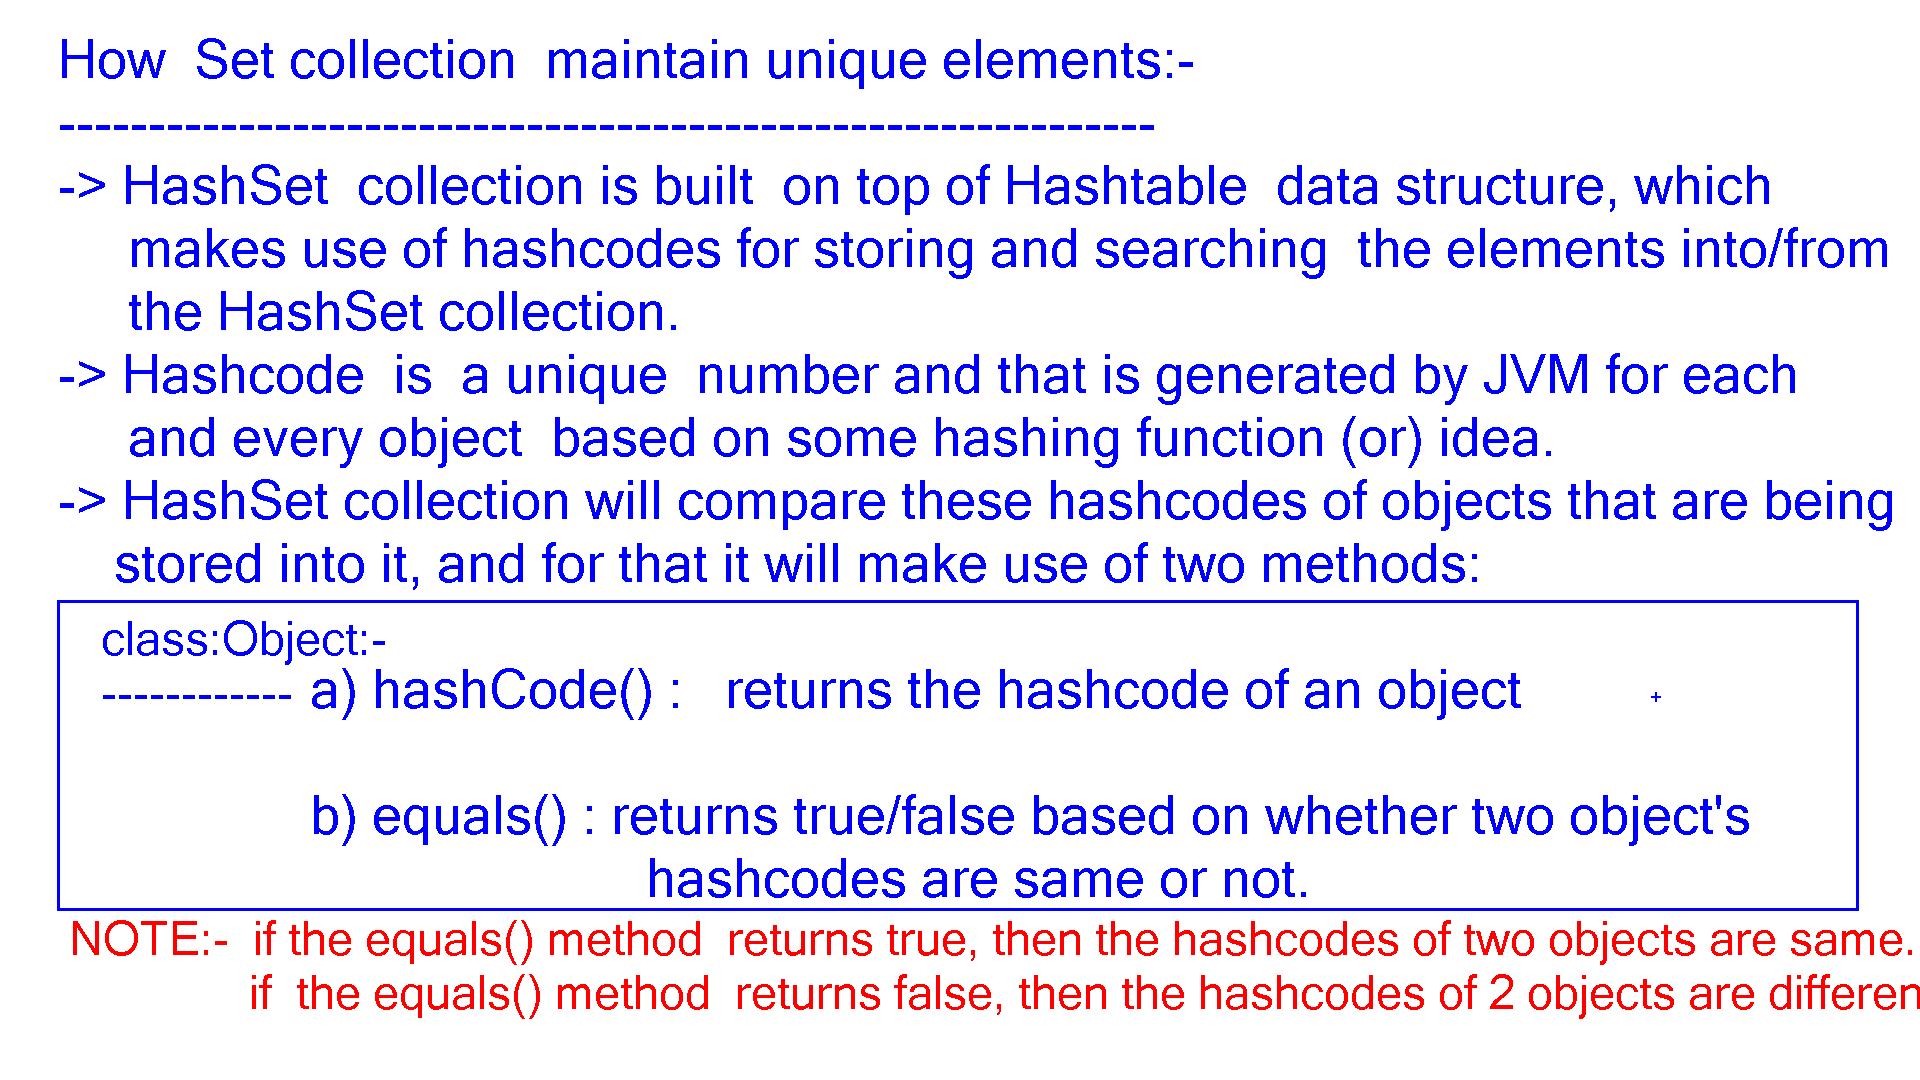 How  Set collection  maintain unique elements:-
-------------------------------------------------------------
-> HashSet  collection is built  on top of Hashtable  data structure, which
makes use of hashcodes for storing and searching  the elements into/from
the HashSet collection.
-> Hashcode  is  a unique  number and that is generated by JVM for each
and every object  based on some hashing function (or) idea.
-> HashSet collection will compare these hashcodes of objects that are being
stored into it, and for that it will make use of two methods:
class:Object:-
------------ a) hashCode() :   returns the hashcode of an object
b) equals() : returns true/false based on whether two object's
hashcodes are same or not.
NOTE:-  if the equals() method  returns true, then the hashcodes of two objects are same.
if  the equals() method  returns false, then the hashcodes of 2 objects are differen